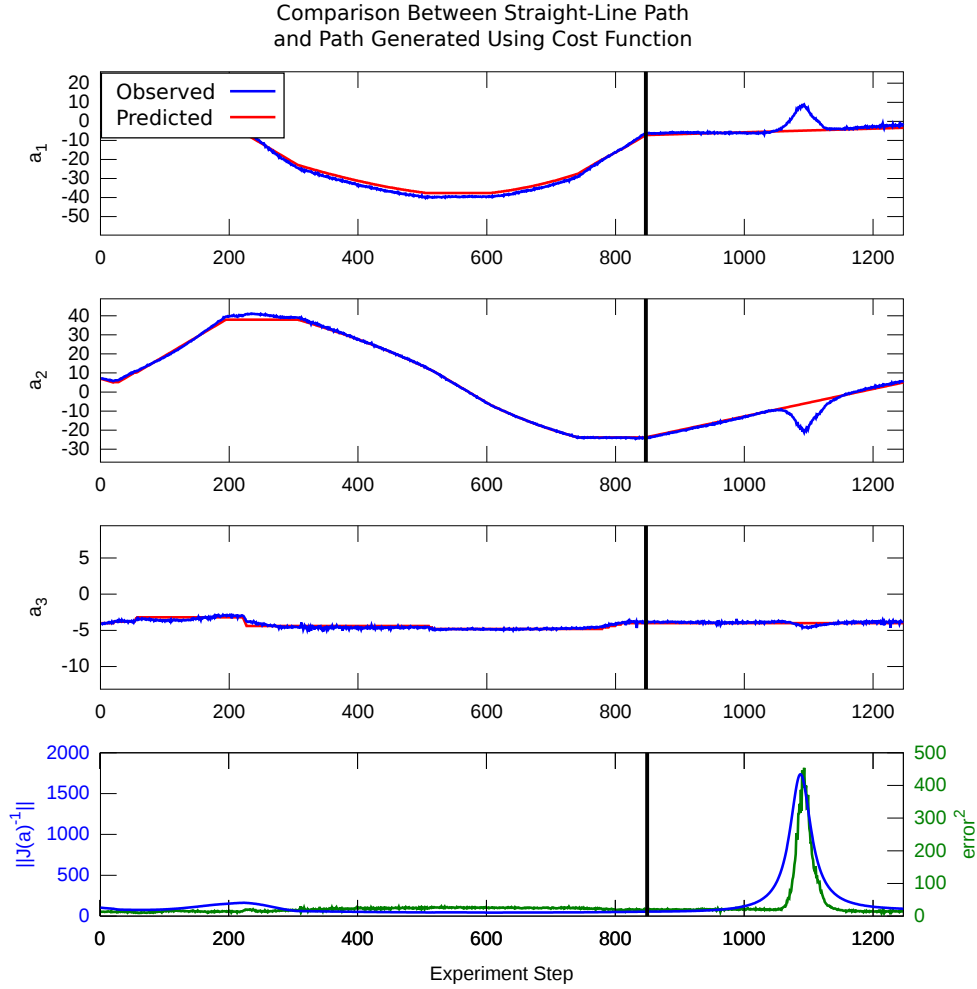 Comparison Between Straight-Line Path
and Path Generated Using Cost Function
Observed
Predicted
a1
20
10
0
-10
-20
-30
-40
-50
0 200 400 600 800 1000 1200
a2
40
30
20
10
0
-10
-20
-30
0 200 400 600 800 1000 1200
a3
5
0
-5
-10
0 200 400 600 800 1000 1200
||J(a)^-1||
2000
1500
1000
500
0
500
400
300
200
100
0
error^2
0 200 400 600 800 1000 1200
Experiment Step